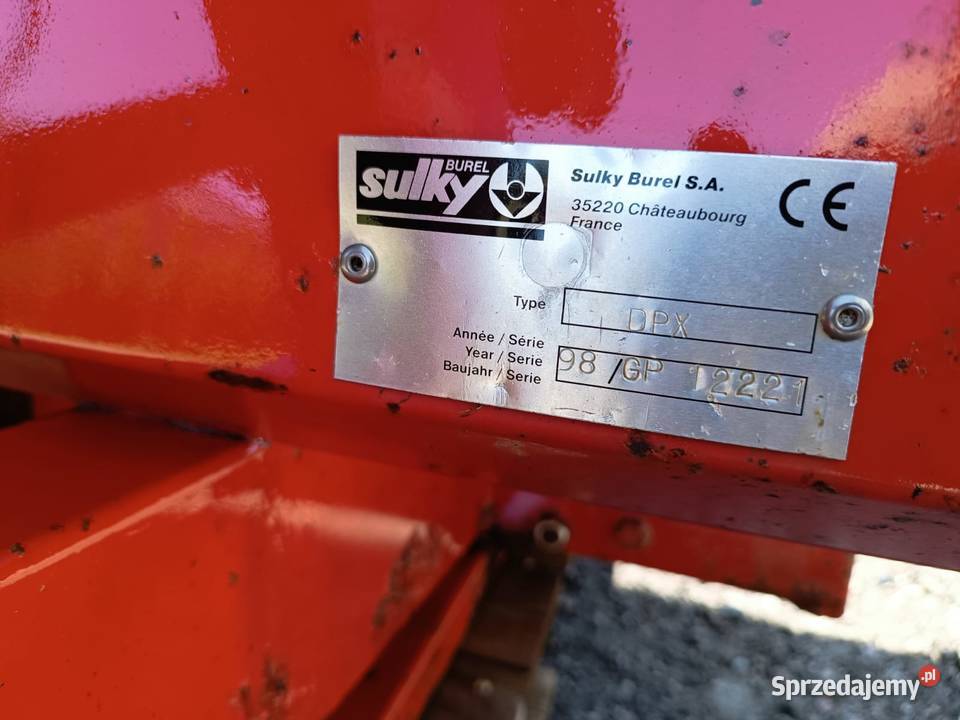 BUREL
sulky
Sulky Burel S.A.
35220 Châteaubourg
France
CE
Type DPX
Année / Série
Year / Serie 98 /GP 12221
Baujahr / Serie
Sprzedajemy.pl